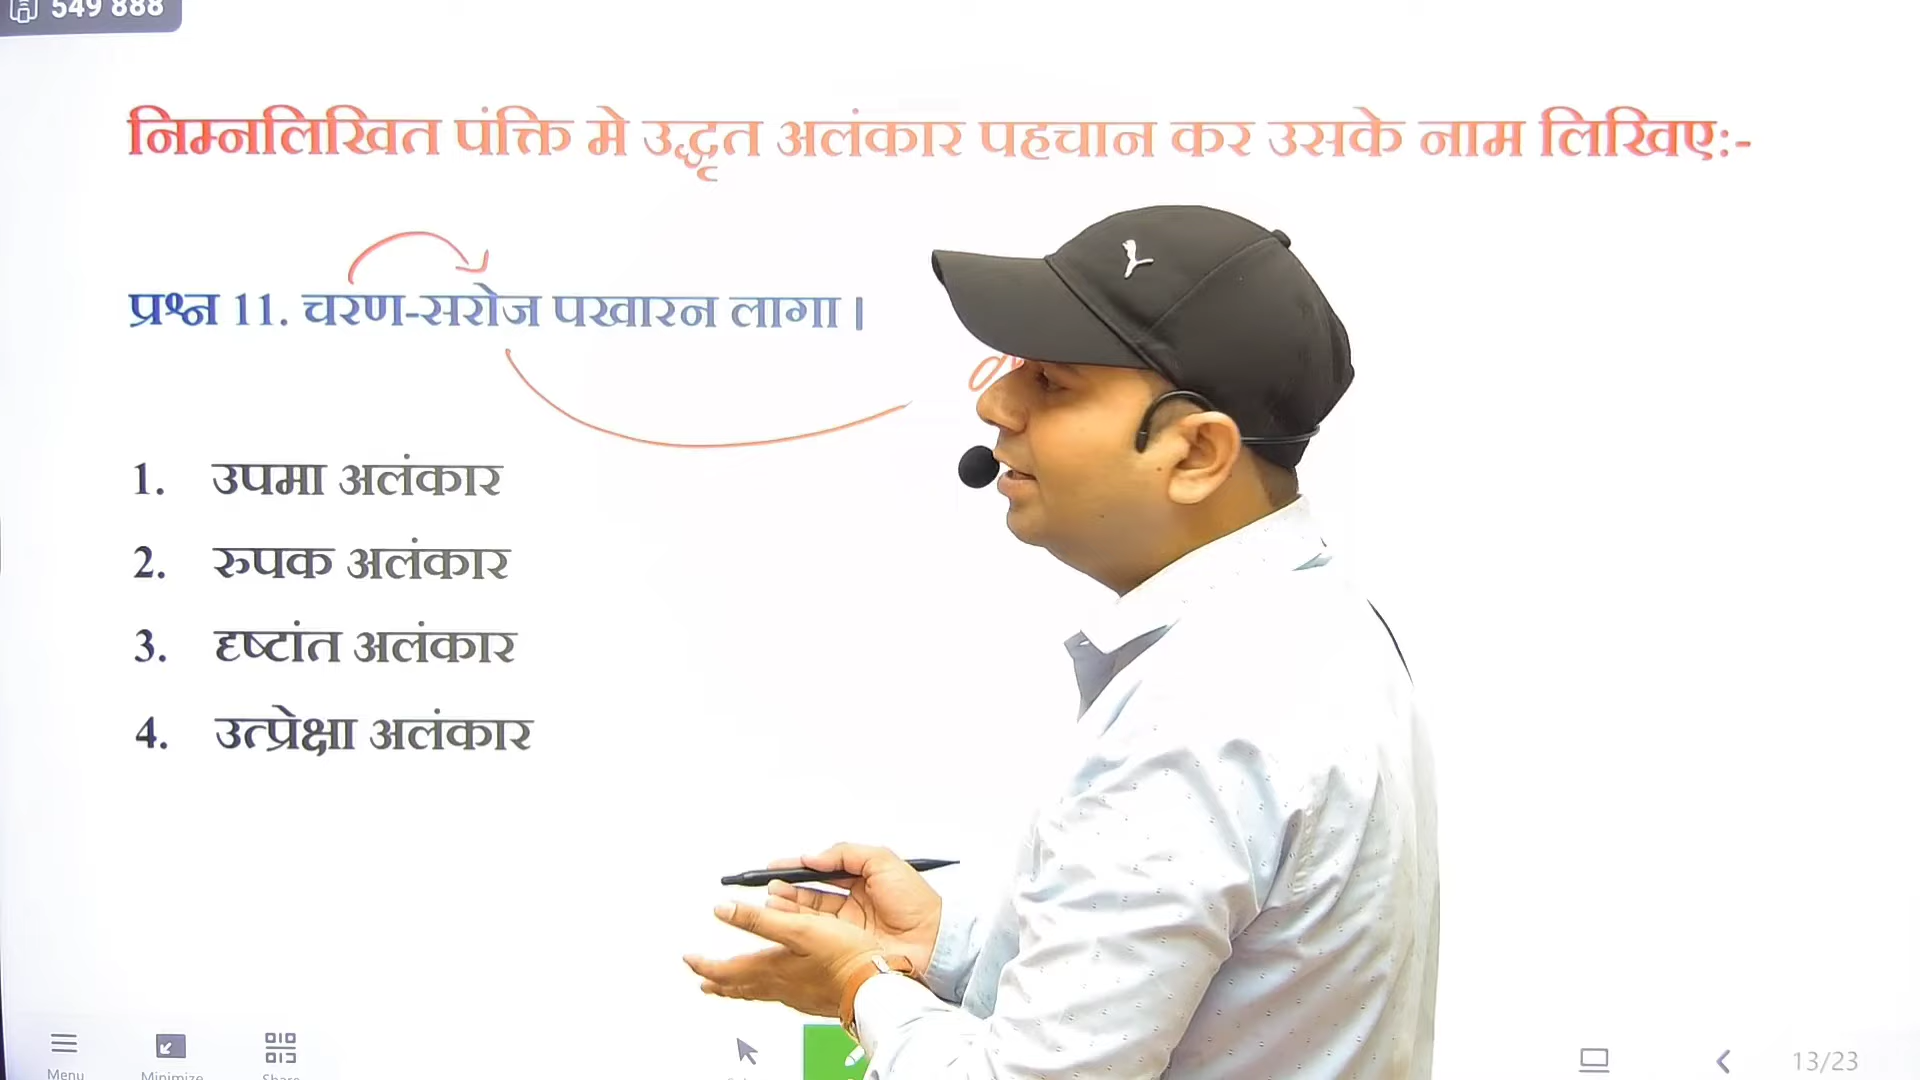 549 888
निम्नलिखित पंक्ति मे उद्धृत अलंकार पहचान कर उसके नाम लिखिए:-
प्रश्न 11. चरण-सरोज पखारन लागा।
1. उपमा अलंकार
2. रुपक अलंकार
3. दृष्टांत अलंकार
4. उत्प्रेक्षा अलंकार
Menu
Minimize
Share
13/23